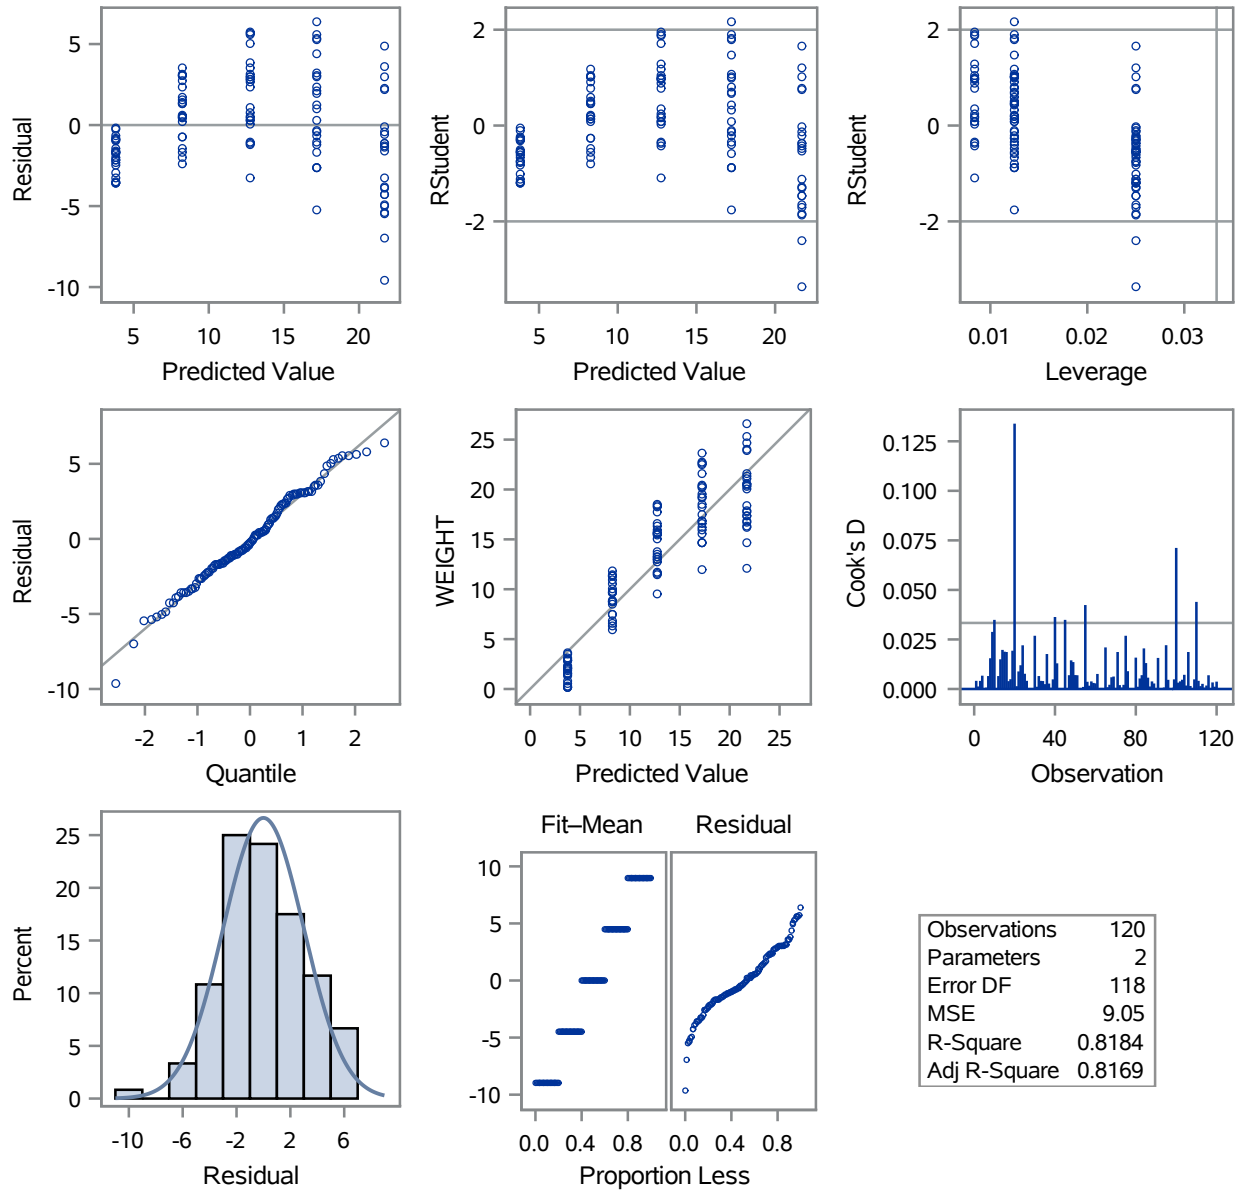 5
0
-5
-10
Residual
5 10 15 20
Predicted Value
2
0
-2
RStudent
5 10 15 20
Predicted Value
2
0
-2
RStudent
0.01 0.02 0.03
Leverage
5
0
-5
-10
Residual
-2 -1 0 1 2
Quantile
25
20
15
10
5
0
WEIGHT
0 5 10 15 20 25
Predicted Value
0.125
0.100
0.075
0.050
0.025
0.000
Cook's D
0 40 80 120
Observation
25
20
15
10
5
0
Percent
-10 -6 -2 2 6
Residual
Fit–Mean Residual
10
5
0
-5
-10
0.0 0.4 0.8 0.0 0.4 0.8
Proportion Less
Observations 120
Parameters 2
Error DF 118
MSE 9.05
R-Square 0.8184
Adj R-Square 0.8169